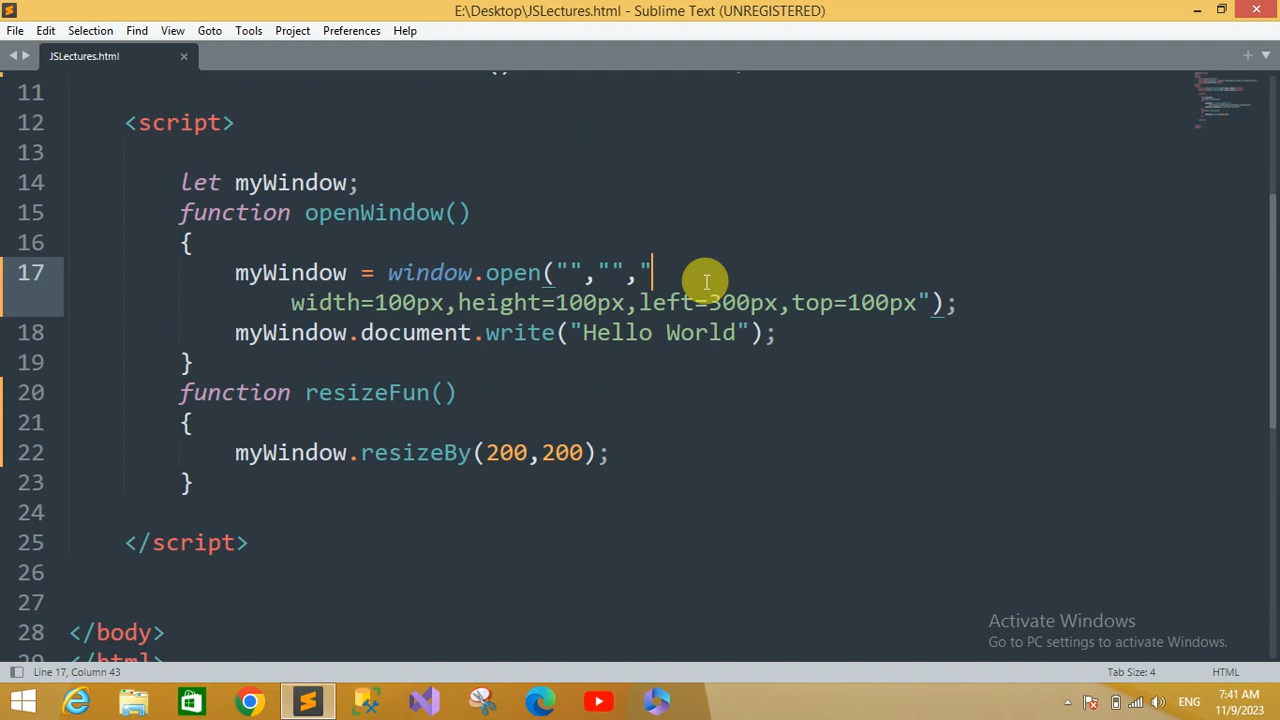 E:\Desktop\JSLectures.html - Sublime Text (UNREGISTERED)
File Edit Selection Find View Goto Tools Project Preferences Help
JSLectures.html
11
12 <script>
13
14 let myWindow;
15 function openWindow()
16 {
17 myWindow = window.open("","","
width=100px,height=100px,left=300px,top=100px");
18 myWindow.document.write("Hello World");
19 }
20 function resizeFun()
21 {
22 myWindow.resizeBy(200,200);
23 }
24
25 </script>
26
27
28 </body>
29 </html>
Activate Windows
Go to PC settings to activate Windows.
Line 17, Column 43 Tab Size: 4 HTML
ENG 7:41 AM
11/9/2023